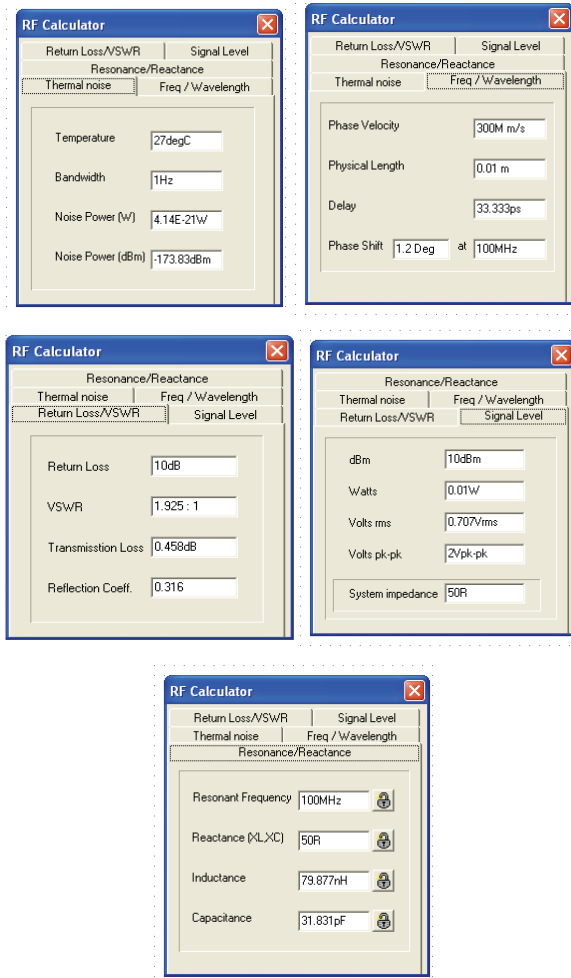 RF Calculator
Return Loss/VSWR Signal Level
Resonance/Reactance
Thermal noise Freq / Wavelength
Temperature 27degC
Bandwidth 1Hz
Noise Power (W) 4.14E-21W
Noise Power (dBm) -173.83dBm
RF Calculator
Return Loss/VSWR Signal Level
Resonance/Reactance
Thermal noise Freq / Wavelength
Phase Velocity 300M m/s
Physical Length 0.01 m
Delay 33.333ps
Phase Shift 1.2 Deg at 100MHz
RF Calculator
Resonance/Reactance
Thermal noise Freq / Wavelength
Return Loss/VSWR Signal Level
Return Loss 10dB
VSWR 1.925 : 1
Transmisstion Loss 0.458dB
Reflection Coeff. 0.316
RF Calculator
Resonance/Reactance
Thermal noise Freq / Wavelength
Return Loss/VSWR Signal Level
dBm 10dBm
Watts 0.01W
Volts rms 0.707Vrms
Volts pk-pk 2Vpk-pk
System impedance 50R
RF Calculator
Return Loss/VSWR Signal Level
Thermal noise Freq / Wavelength
Resonance/Reactance
Resonant Frequency 100MHz
Reactance (XL,XC) 50R
Inductance 79.877nH
Capacitance 31.831pF